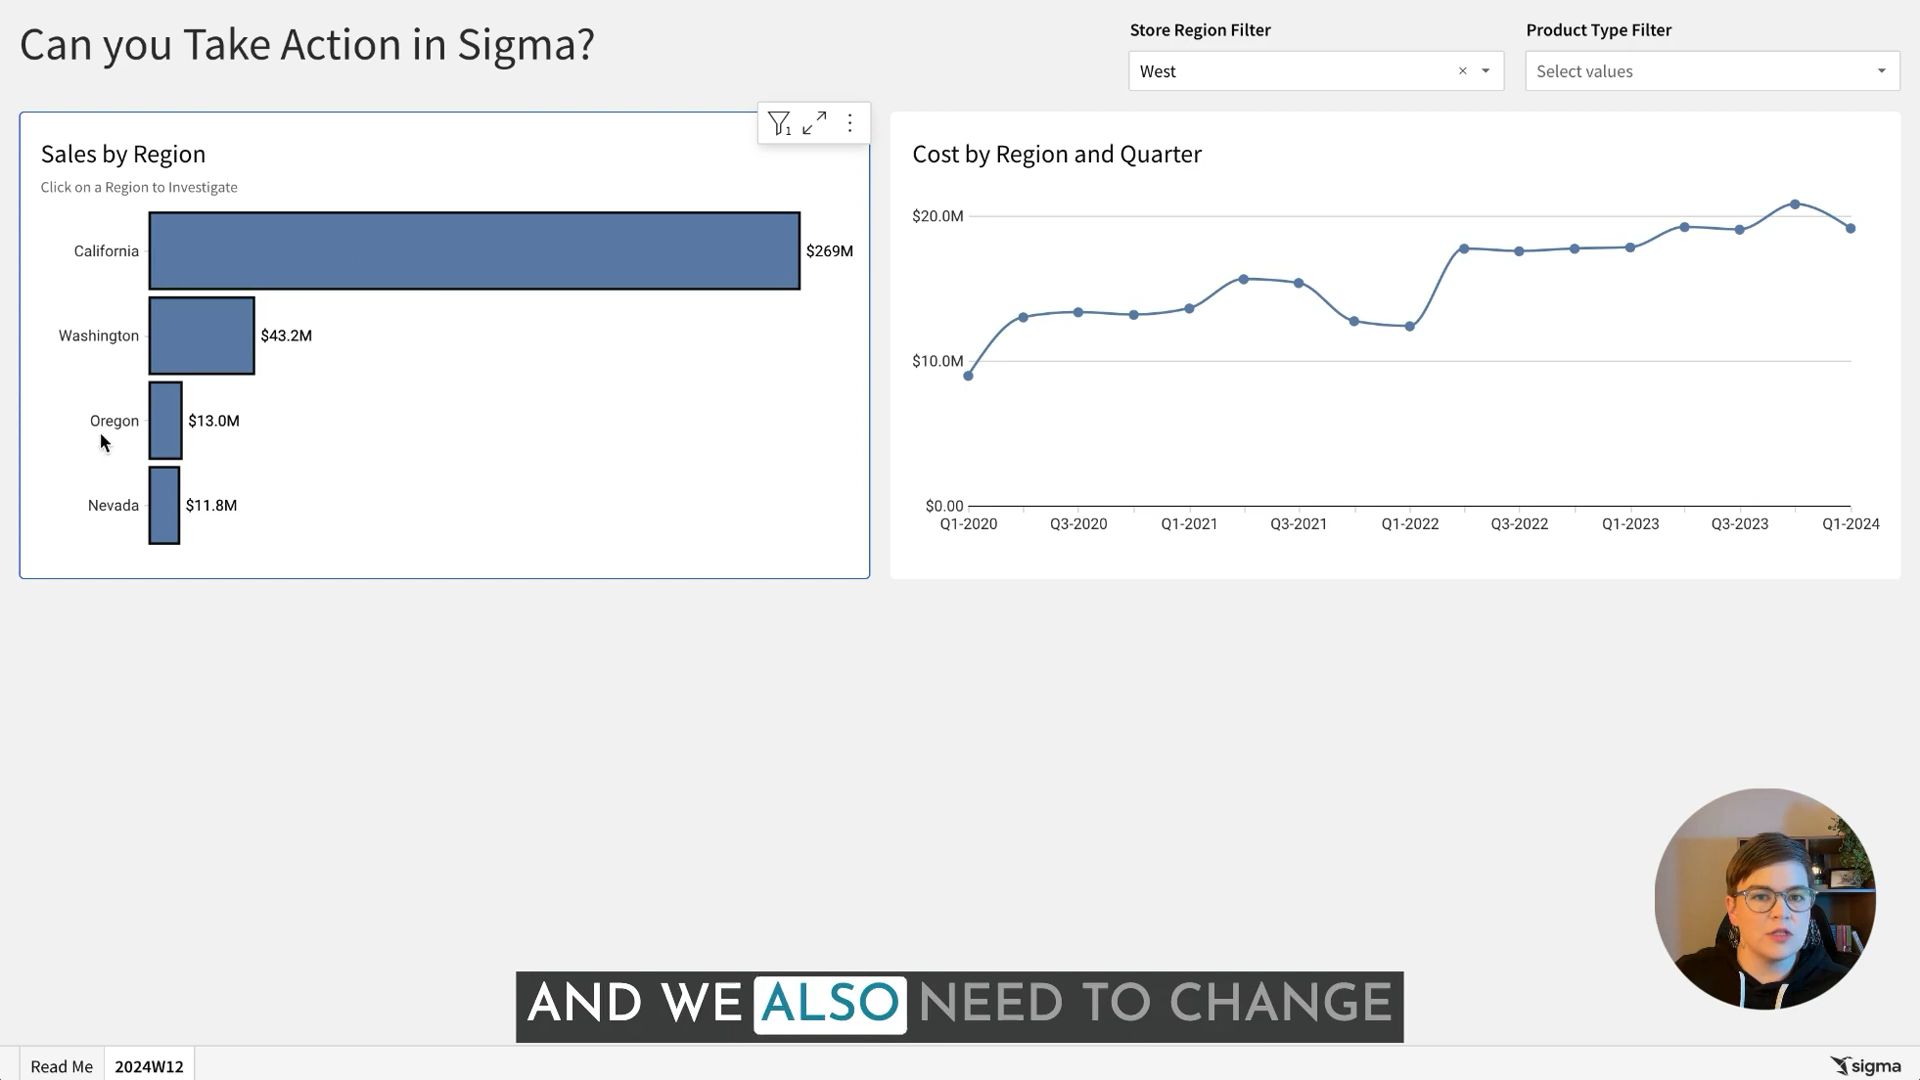 Can you Take Action in Sigma?
Store Region Filter
West
Product Type Filter
Select values
1
Sales by Region
Click on a Region to Investigate
California
$269M
Washington
$43.2M
Oregon
$13.0M
Nevada
$11.8M
Cost by Region and Quarter
$20.0M
$10.0M
$0.00
Q1-2020 Q3-2020 Q1-2021 Q3-2021 Q1-2022 Q3-2022 Q1-2023 Q3-2023 Q1-2024
AND WE ALSO NEED TO CHANGE
Read Me 2024W12
sigma